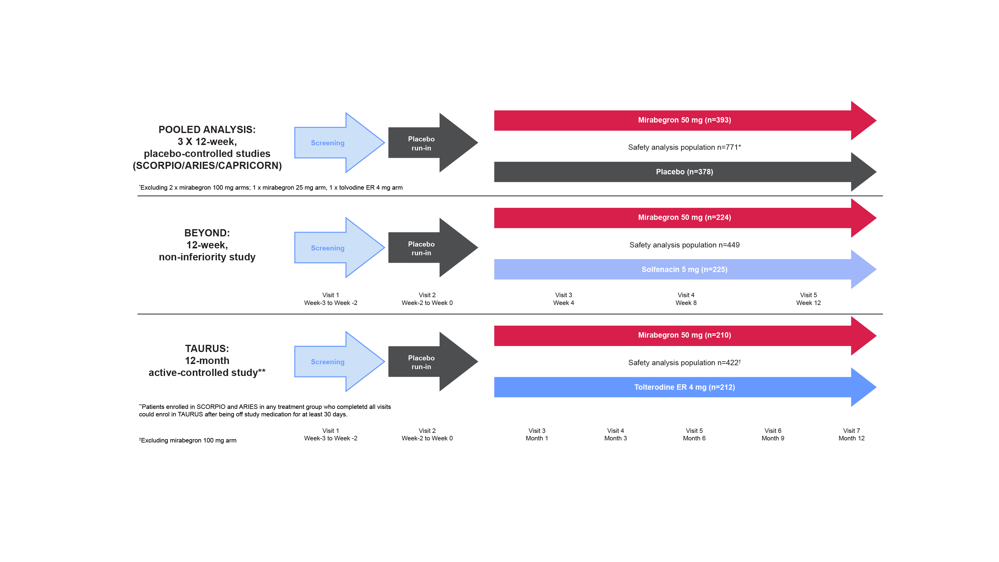 POOLED ANALYSIS:
3 X 12-week,
placebo-controlled studies
(SCORPIO/ARIES/CAPRICORN)
Screening
Placebo
run-in
Mirabegron 50 mg (n=393)
Safety analysis population n=771*
Placebo (n=378)
*Excluding 2 x mirabegron 100 mg arms; 1 x mirabegron 25 mg arm, 1 x tolvodine ER 4 mg arm
BEYOND:
12-week,
non-inferiority study
Screening
Placebo
run-in
Mirabegron 50 mg (n=224)
Safety analysis population n=449
Solfenacin 5 mg (n=225)
Visit 1
Week-3 to Week -2
Visit 2
Week-2 to Week 0
Visit 3
Week 4
Visit 4
Week 8
Visit 5
Week 12
TAURUS:
12-month
active-controlled study**
Screening
Placebo
run-in
Mirabegron 50 mg (n=210)
Safety analysis population n=422†
Tolterodine ER 4 mg (n=212)
**Patients enrolled in SCORPIO and ARIES in any treatment group who completetd all visits
could enrol in TAURUS after being off study medication for at least 30 days.
†Excluding mirabegron 100 mg arm
Visit 1
Week-3 to Week -2
Visit 2
Week-2 to Week 0
Visit 3
Month 1
Visit 4
Month 3
Visit 5
Month 6
Visit 6
Month 9
Visit 7
Month 12